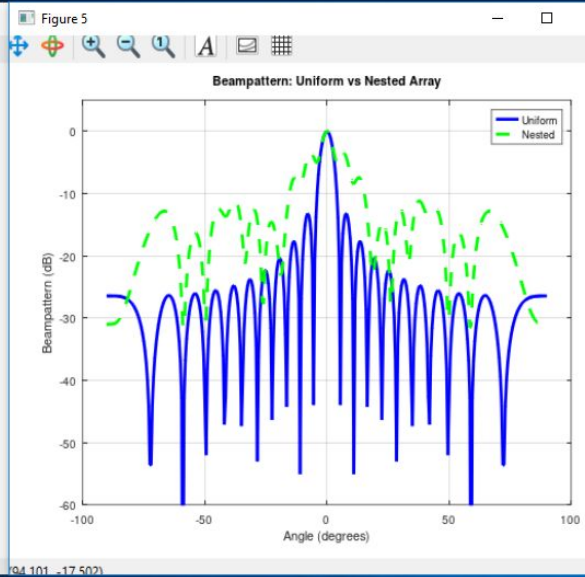 Figure 5
A
Beampattern: Uniform vs Nested Array
Uniform
Nested
0
-10
-20
-30
-40
-50
-60
Beampattern (dB)
-100
-50
0
50
100
Angle (degrees)
(94.101, -17.502)